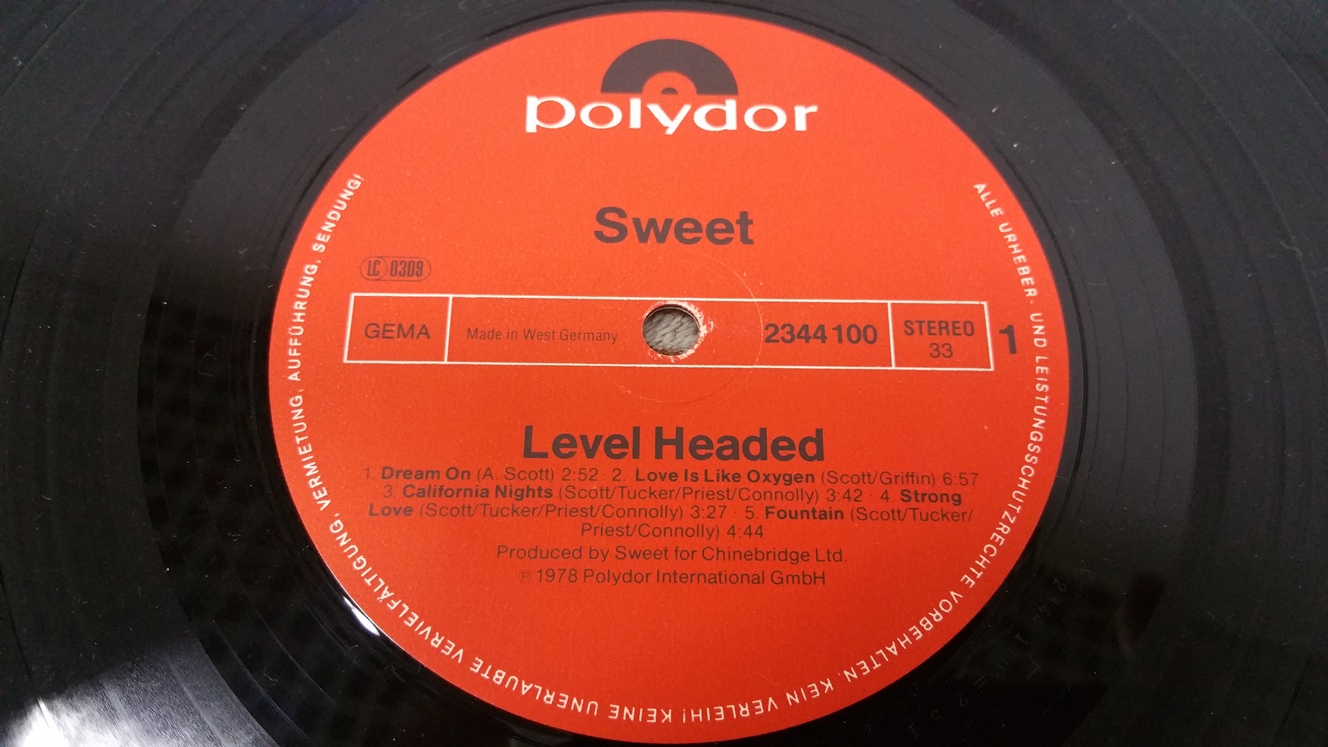 polydor
Sweet
LC 0309
GEMA
Made in West Germany
2344 100
STEREO
33
1
Level Headed
1. Dream On (A. Scott) 2:52 · 2. Love Is Like Oxygen (Scott/Griffin) 6:57
3. California Nights (Scott/Tucker/Priest/Connolly) 3:42 · 4. Strong
Love (Scott/Tucker/Priest/Connolly) 3:27 5. Fountain (Scott/Tucker/
Priest/Connolly) 4:44
Produced by Sweet for Chinebridge Ltd.
℗ 1978 Polydor International GmbH
ALLE URHEBER- UND LEISTUNGSSCHUTZRECHTE VORBEHALTEN. KEIN VERLEIH! KEINE UNERLAUBTE VERVIELFÄLTIGUNG, VERMIETUNG, AUFFÜHRUNG, SENDUNG!